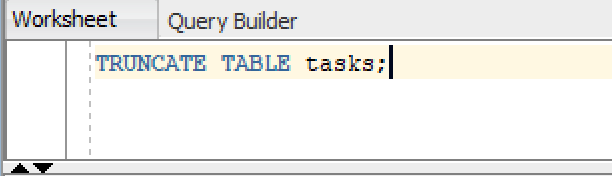 Worksheet Query Builder
TRUNCATE TABLE tasks;